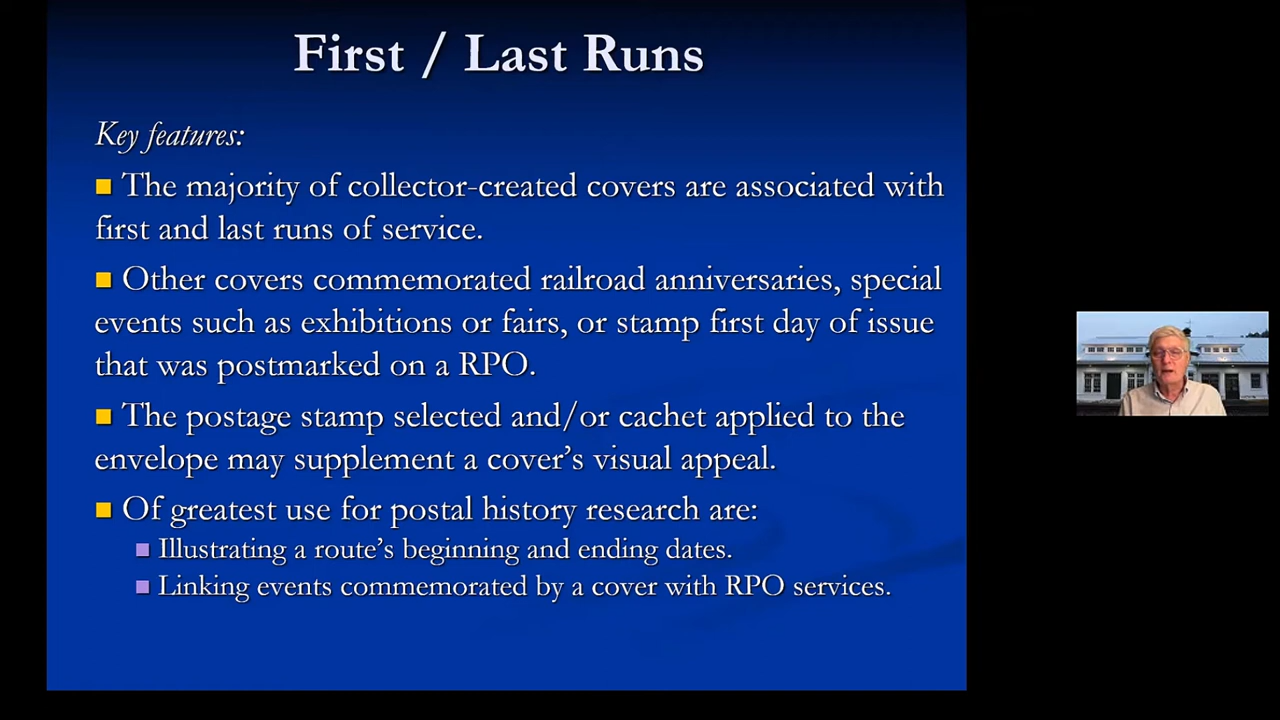 First / Last Runs
Key features:
The majority of collector-created covers are associated with
first and last runs of service.
Other covers commemorated railroad anniversaries, special
events such as exhibitions or fairs, or stamp first day of issue
that was postmarked on a RPO.
The postage stamp selected and/or cachet applied to the
envelope may supplement a cover’s visual appeal.
Of greatest use for postal history research are:
Illustrating a route’s beginning and ending dates.
Linking events commemorated by a cover with RPO services.